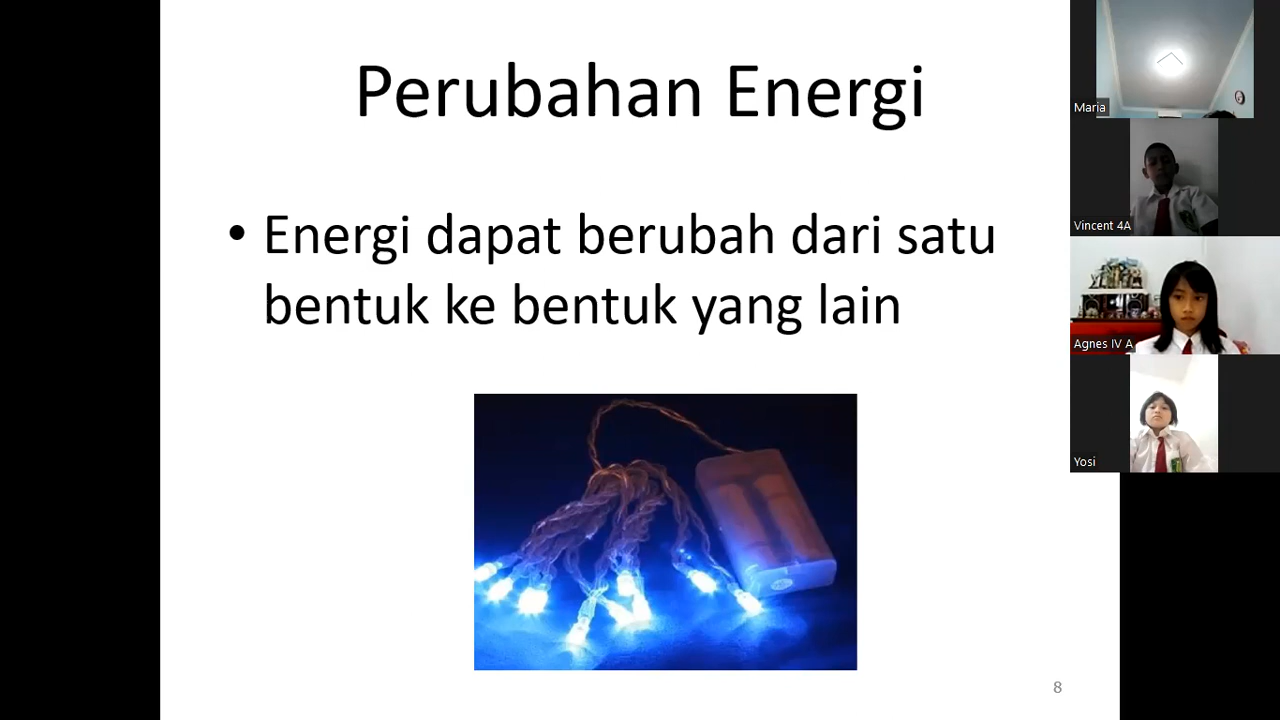 Perubahan Energi
• Energi dapat berubah dari satu
bentuk ke bentuk yang lain
8
Maria
Vincent 4A
Agnes IV A
Yosi